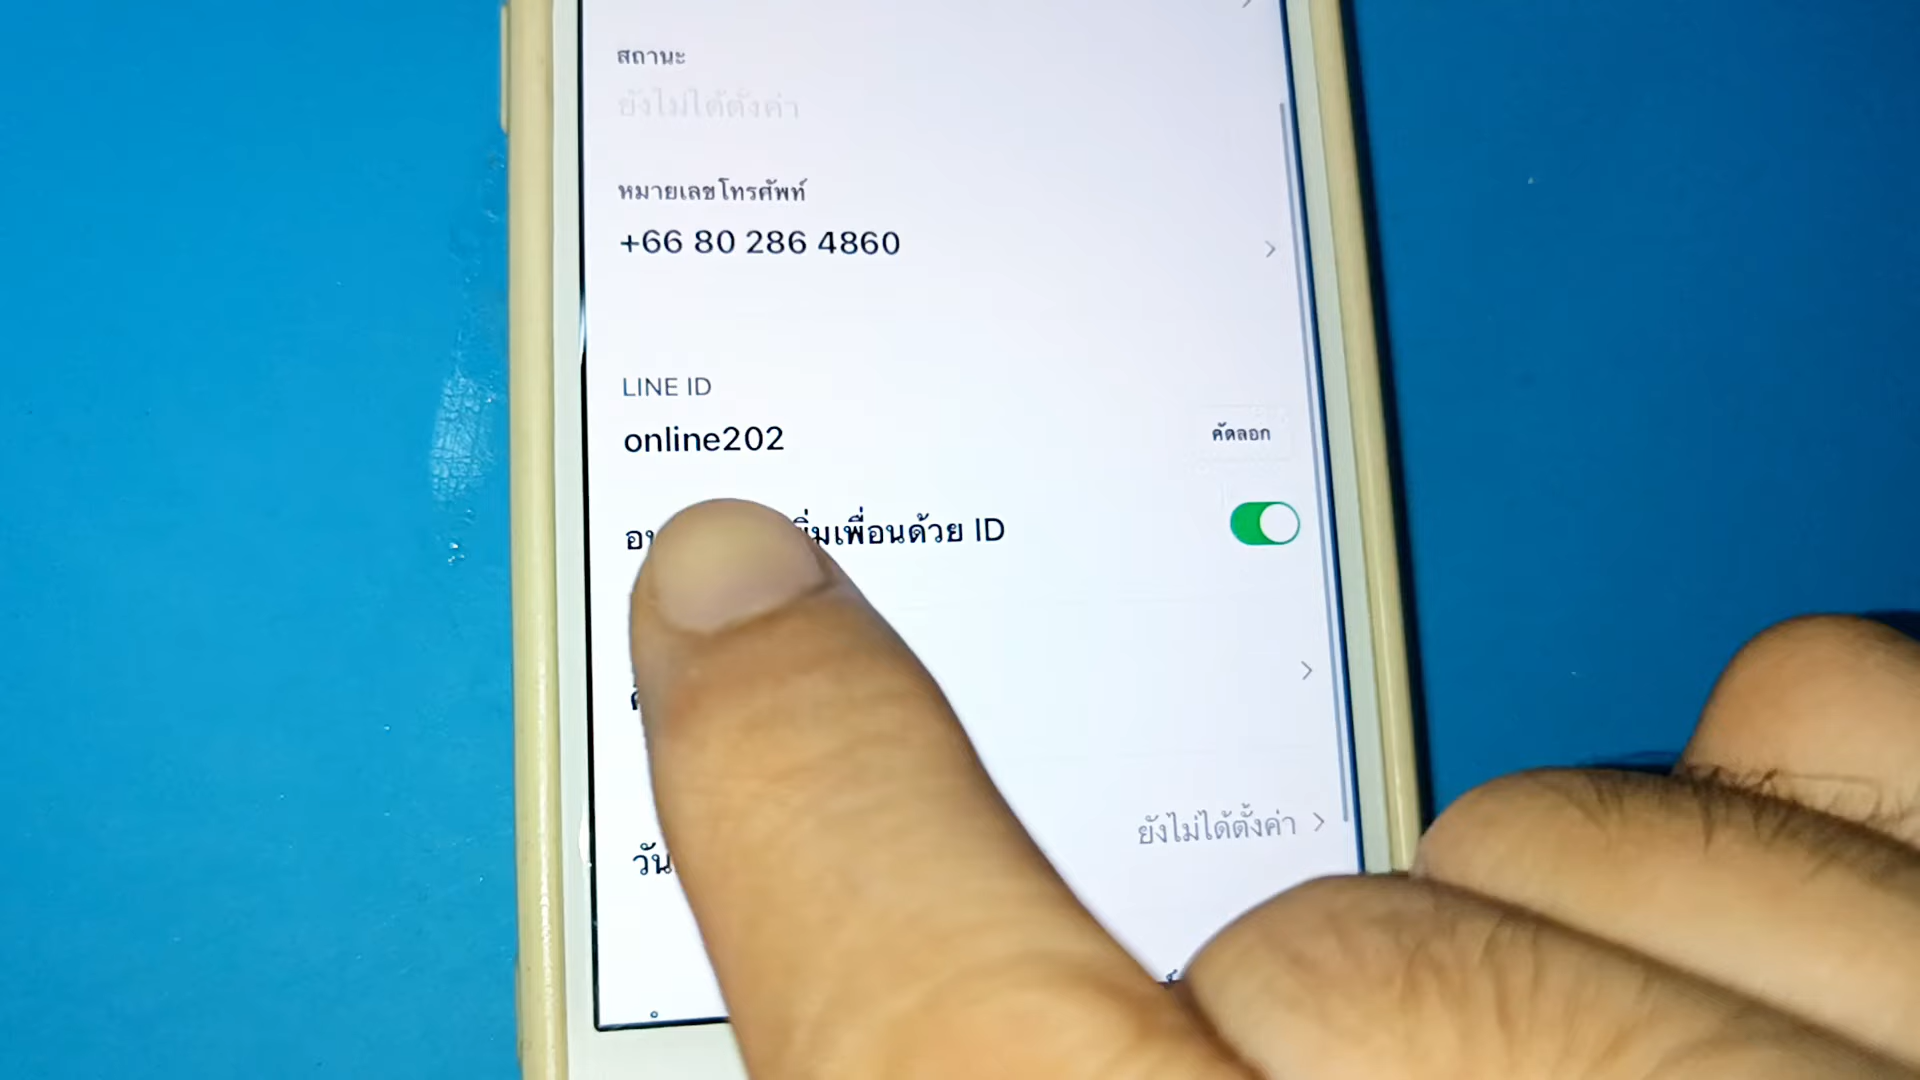 สถานะ
ยังไม่ได้ตั้งค่า
หมายเลขโทรศัพท์
+66 80 286 4860
LINE ID
online202
คัดลอก
เพื่อนด้วย ID
ยังไม่ได้ตั้งค่า
วัน